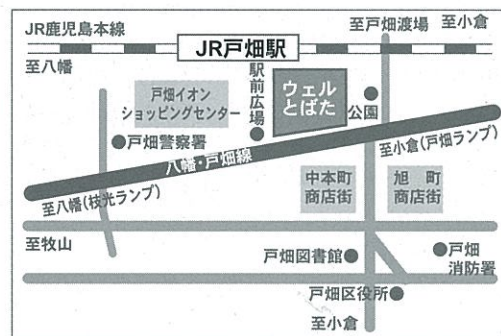 JR鹿児島本線
至戸畑渡場
至小倉
JR戸畑駅
至八幡
戸畑イオン
ショッピングセンター
駅前広場
ウェル
とばた
公園
戸畑警察署
八幡・戸畑線
至小倉(戸畑ランプ)
至八幡(枝光ランプ)
中本町
商店街
旭町
商店街
至牧山
戸畑図書館
戸畑
消防署
戸畑区役所
至小倉